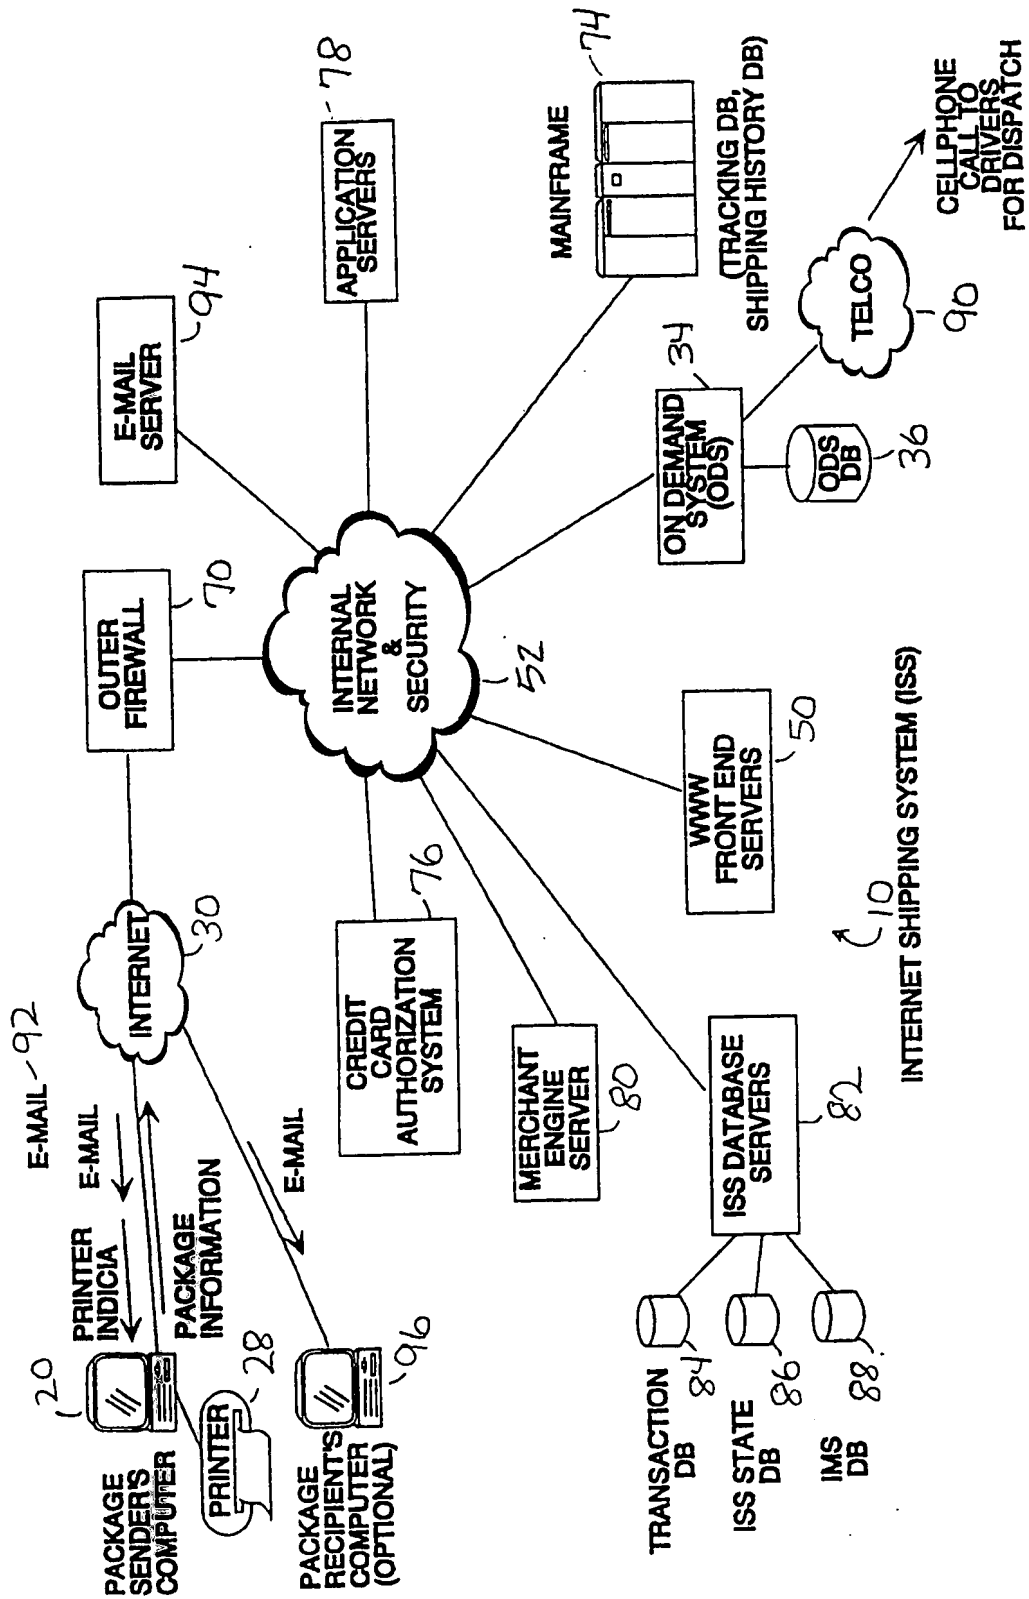 E-MAIL 92
PACKAGE
SENDER'S
COMPUTER
20
PRINTER
INDICIA
E-MAIL
PACKAGE
INFORMATION
PRINTER
28
PACKAGE
RECIPIENT'S
COMPUTER
(OPTIONAL)
96
E-MAIL
INTERNET
30
OUTER
FIREWALL
70
E-MAIL
SERVER
94
APPLICATION
SERVERS
78
INTERNAL
NETWORK
&
SECURITY
52
CREDIT
CARD
AUTHORIZATION
SYSTEM
76
MERCHANT
ENGINE
SERVER
80
MAINFRAME
74
(TRACKING DB,
SHIPPING HISTORY DB)
ON DEMAND
SYSTEM
(ODS)
34
ODS
DB
36
TELCO
90
CELLPHONE
CALL TO
DRIVERS
FOR DISPATCH
WWW
FRONT END
SERVERS
50
ISS DATABASE
SERVERS
82
TRANSACTION
DB
84
ISS STATE
DB
86
IMS
DB
88
10
INTERNET SHIPPING SYSTEM (ISS)